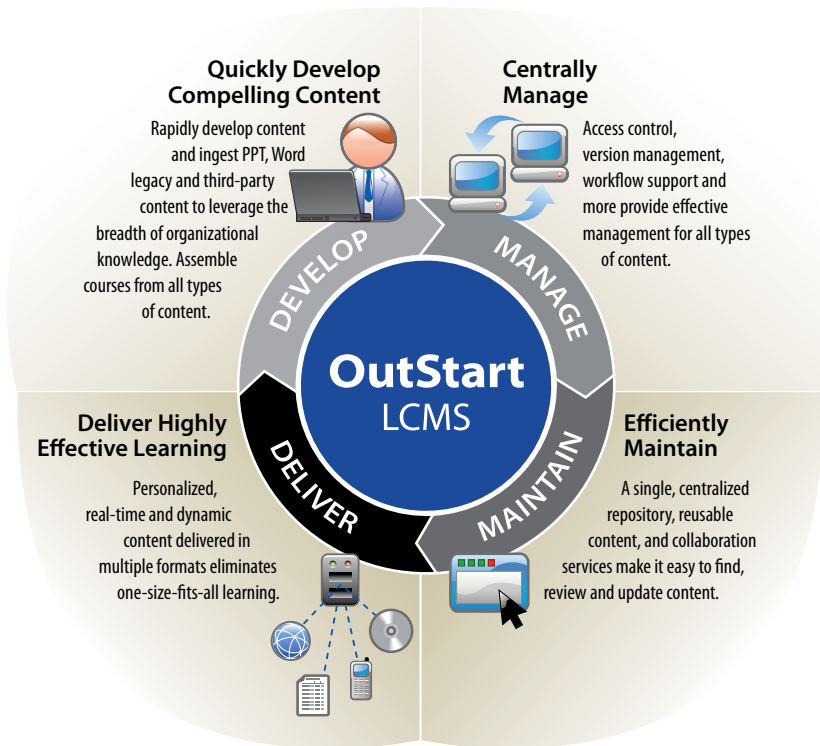 Quickly Develop
Compelling Content
Rapidly develop content
and ingest PPT, Word
legacy and third-party
content to leverage the
breadth of organizational
knowledge. Assemble
courses from all types
of content.
Centrally
Manage
Access control,
version management,
workflow support and
more provide effective
management for all types
of content.
DEVELOP
MANAGE
OutStart
LCMS
DELIVER
MAINTAIN
Deliver Highly
Effective Learning
Personalized,
real-time and dynamic
content delivered in
multiple formats eliminates
one-size-fits-all learning.
Efficiently
Maintain
A single, centralized
repository, reusable
content, and collaboration
services make it easy to find,
review and update content.